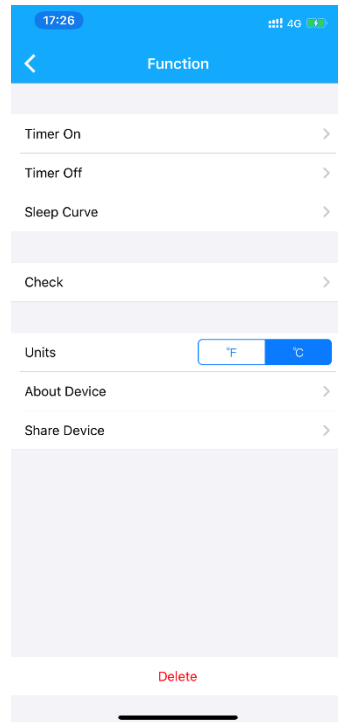 17:26
4G
Function
Timer On
Timer Off
Sleep Curve
Check
Units °F °C
About Device
Share Device
Delete